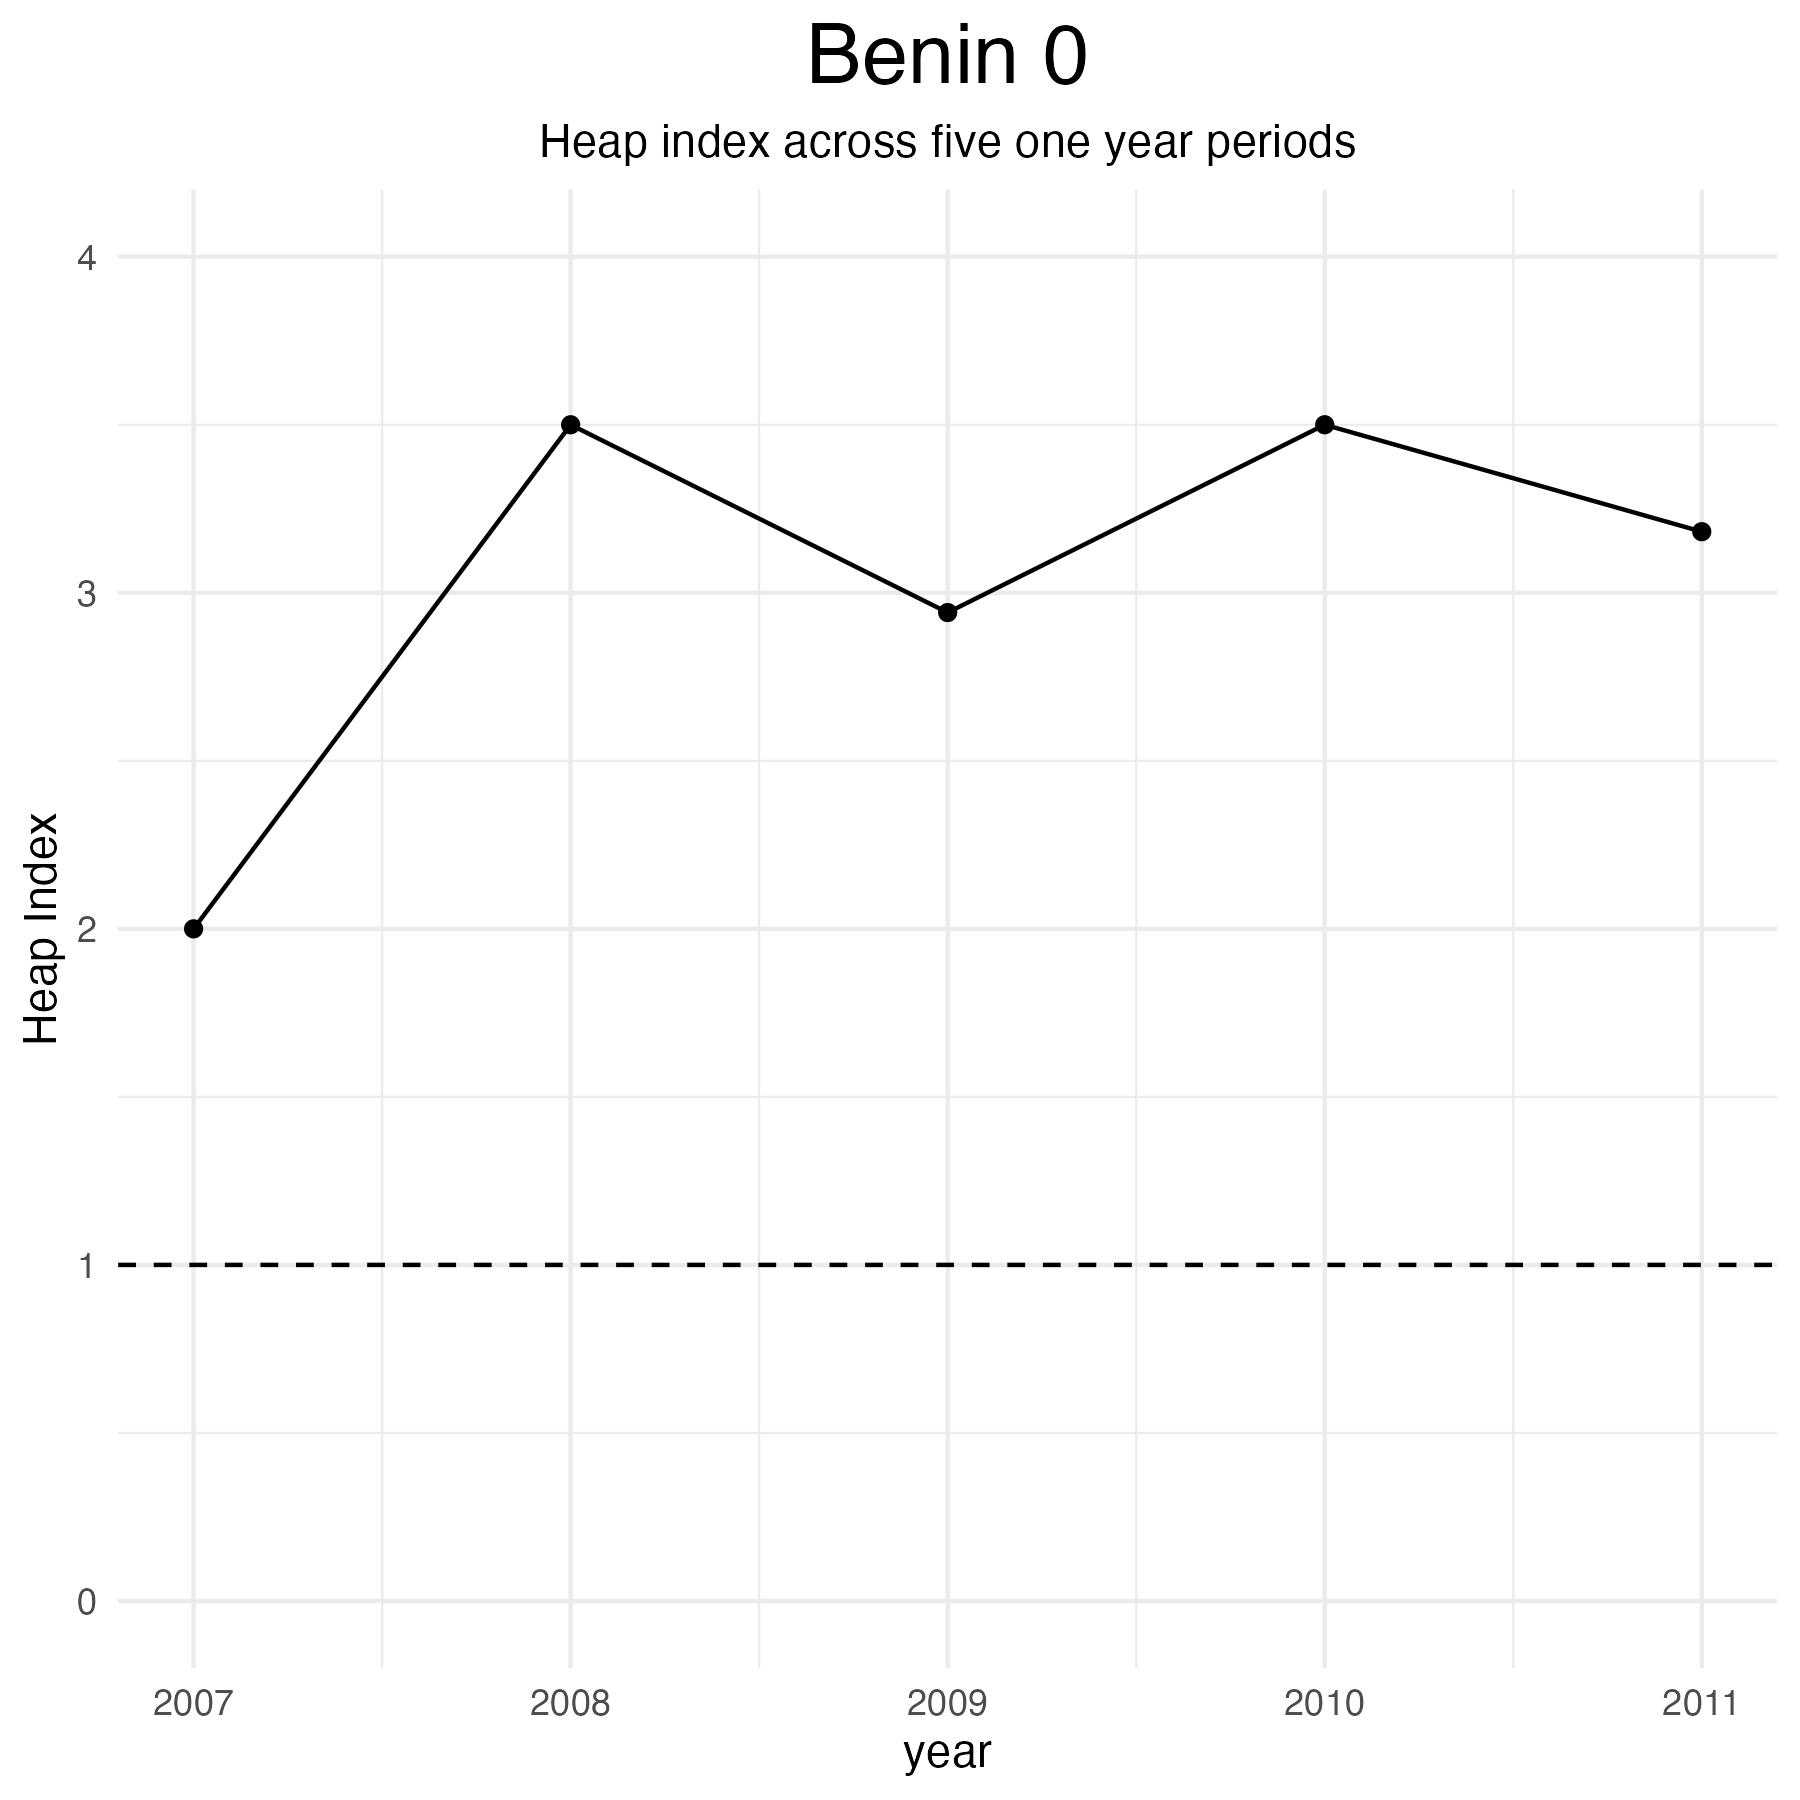 Benin 0
Heap index across five one year periods
4
3
2
1
0
Heap Index
2007 2008 2009 2010 2011
year